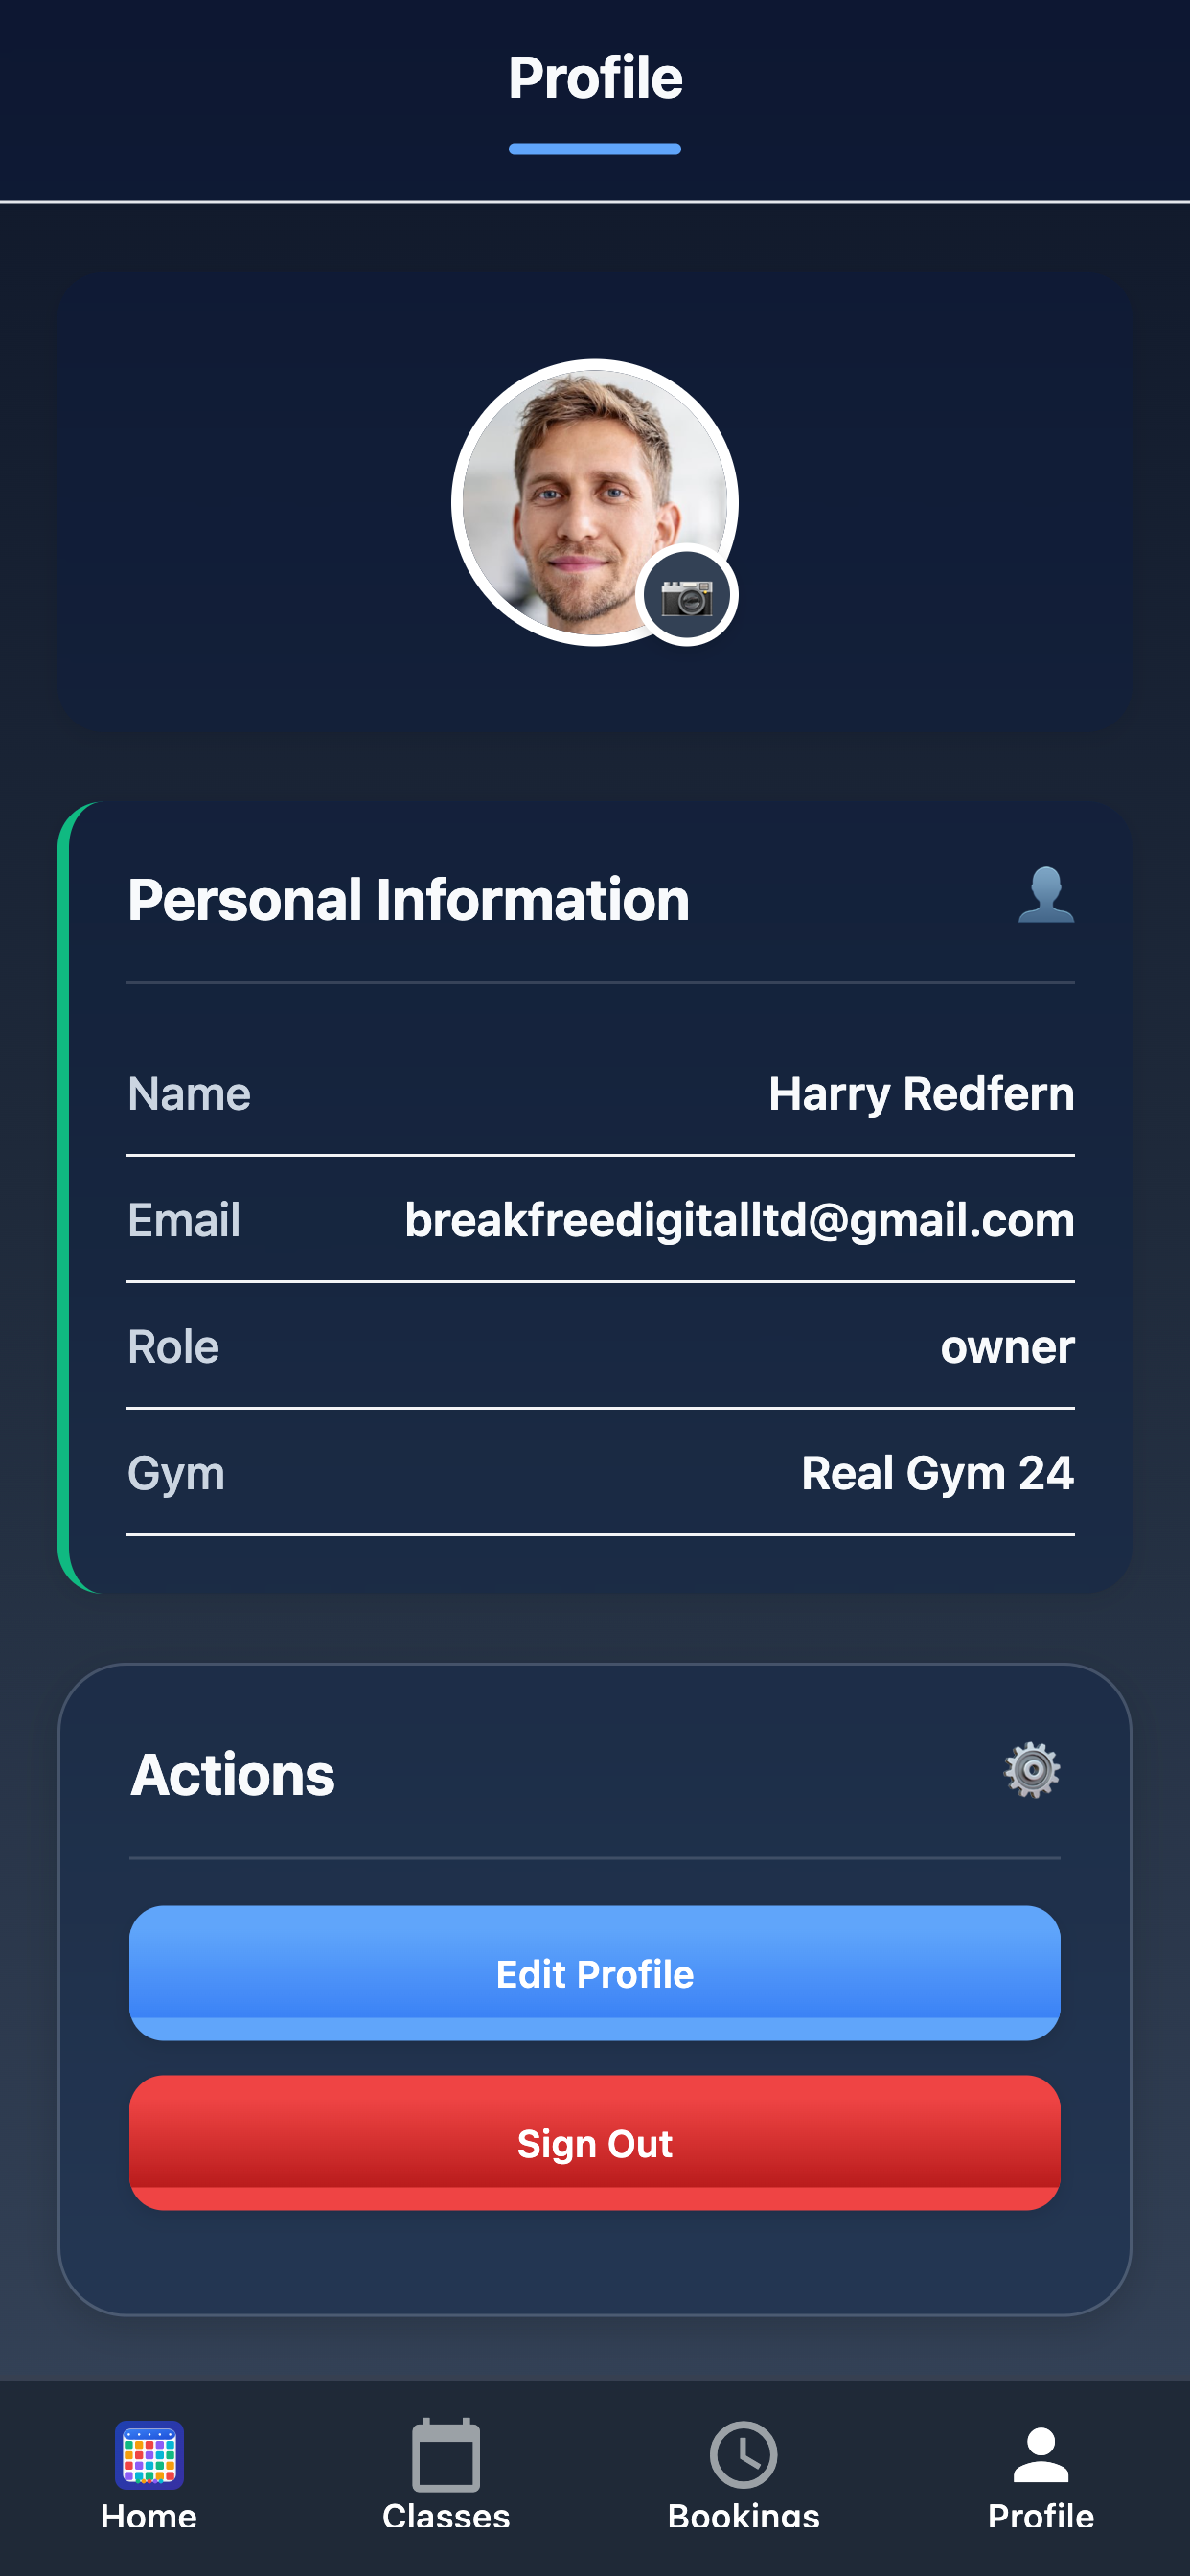 Profile
Personal Information
Name Harry Redfern
Email breakfreedigitalltd@gmail.com
Role owner
Gym Real Gym 24
Actions
Edit Profile
Sign Out
Home Classes Bookings Profile